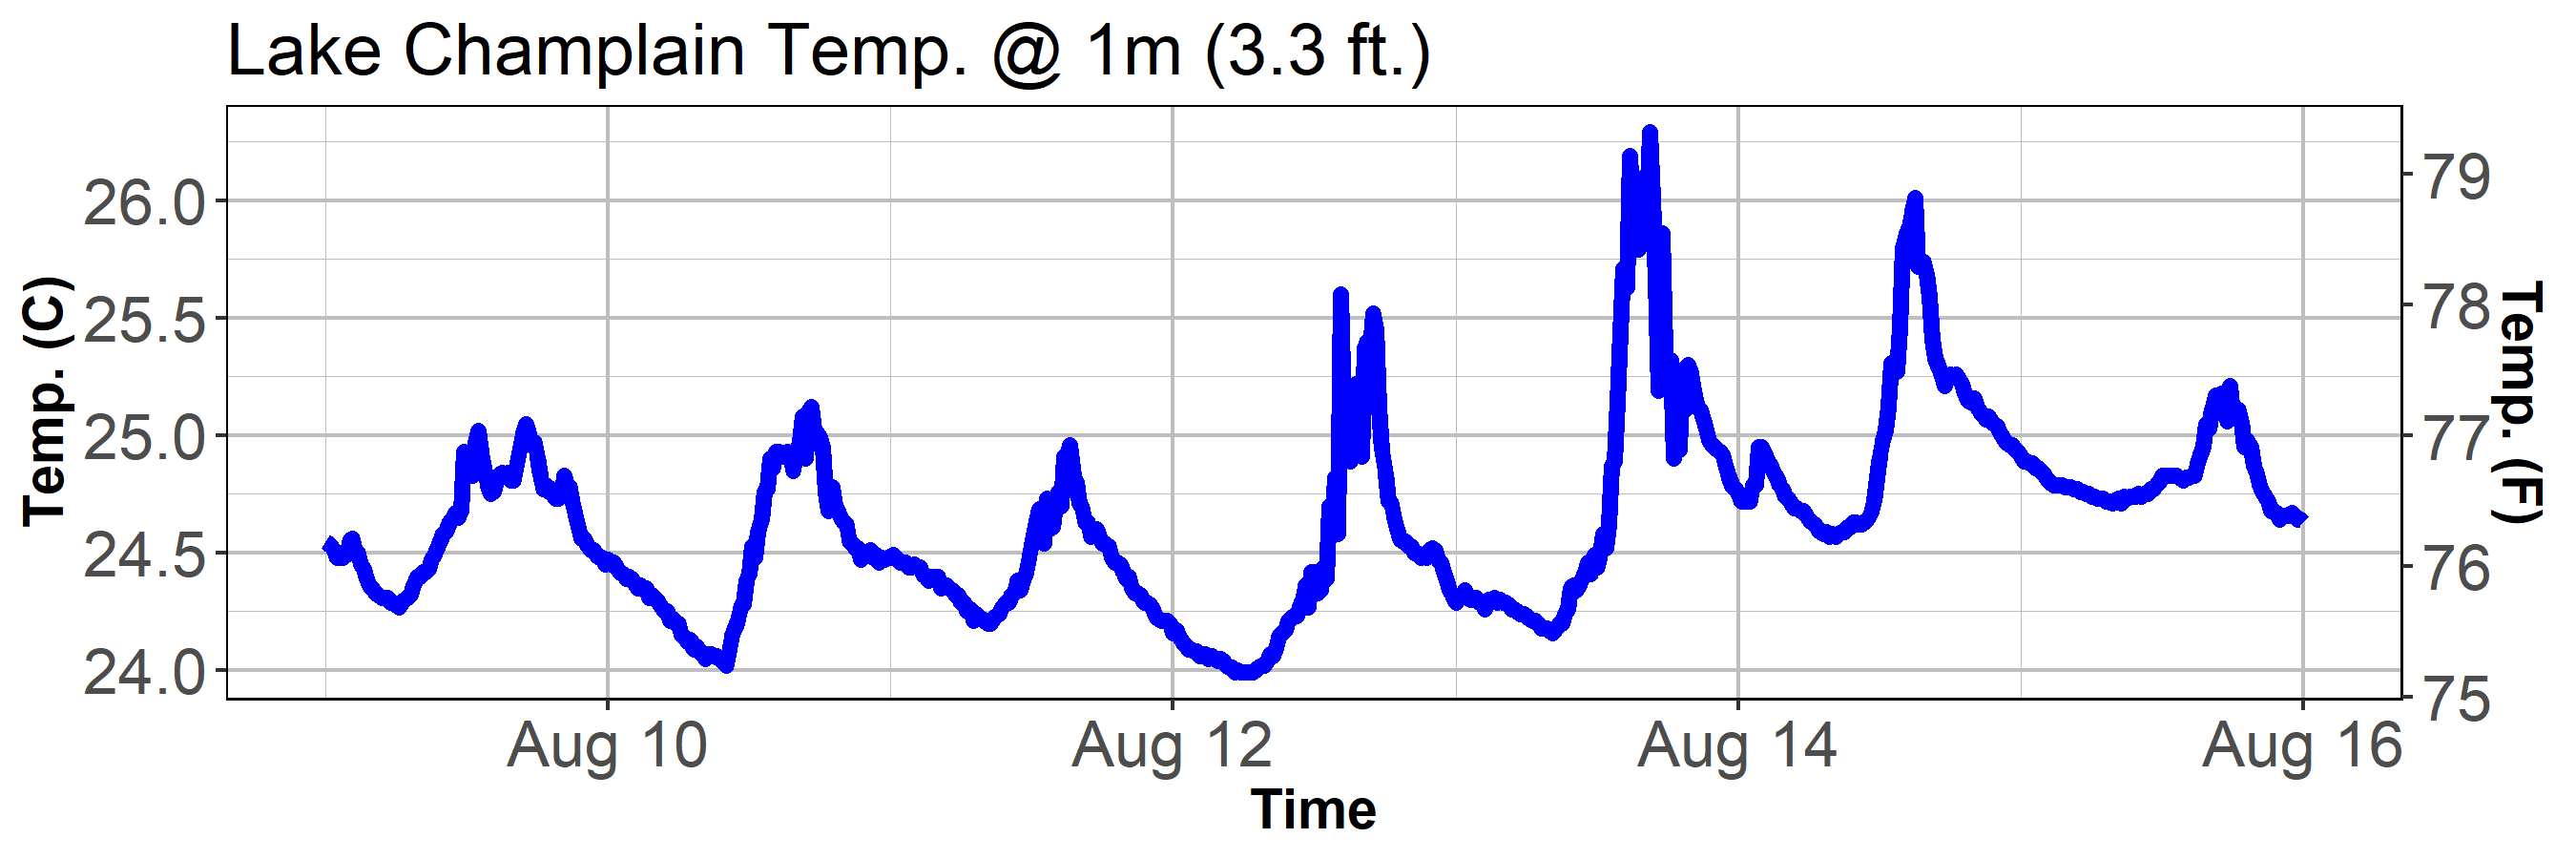 Lake Champlain Temp. @ 1m (3.3 ft.)
Temp. (C)
26.0
25.5
25.0
24.5
24.0
79
78
77
76
75
Temp. (F)
Aug 10
Aug 12
Aug 14
Aug 16
Time